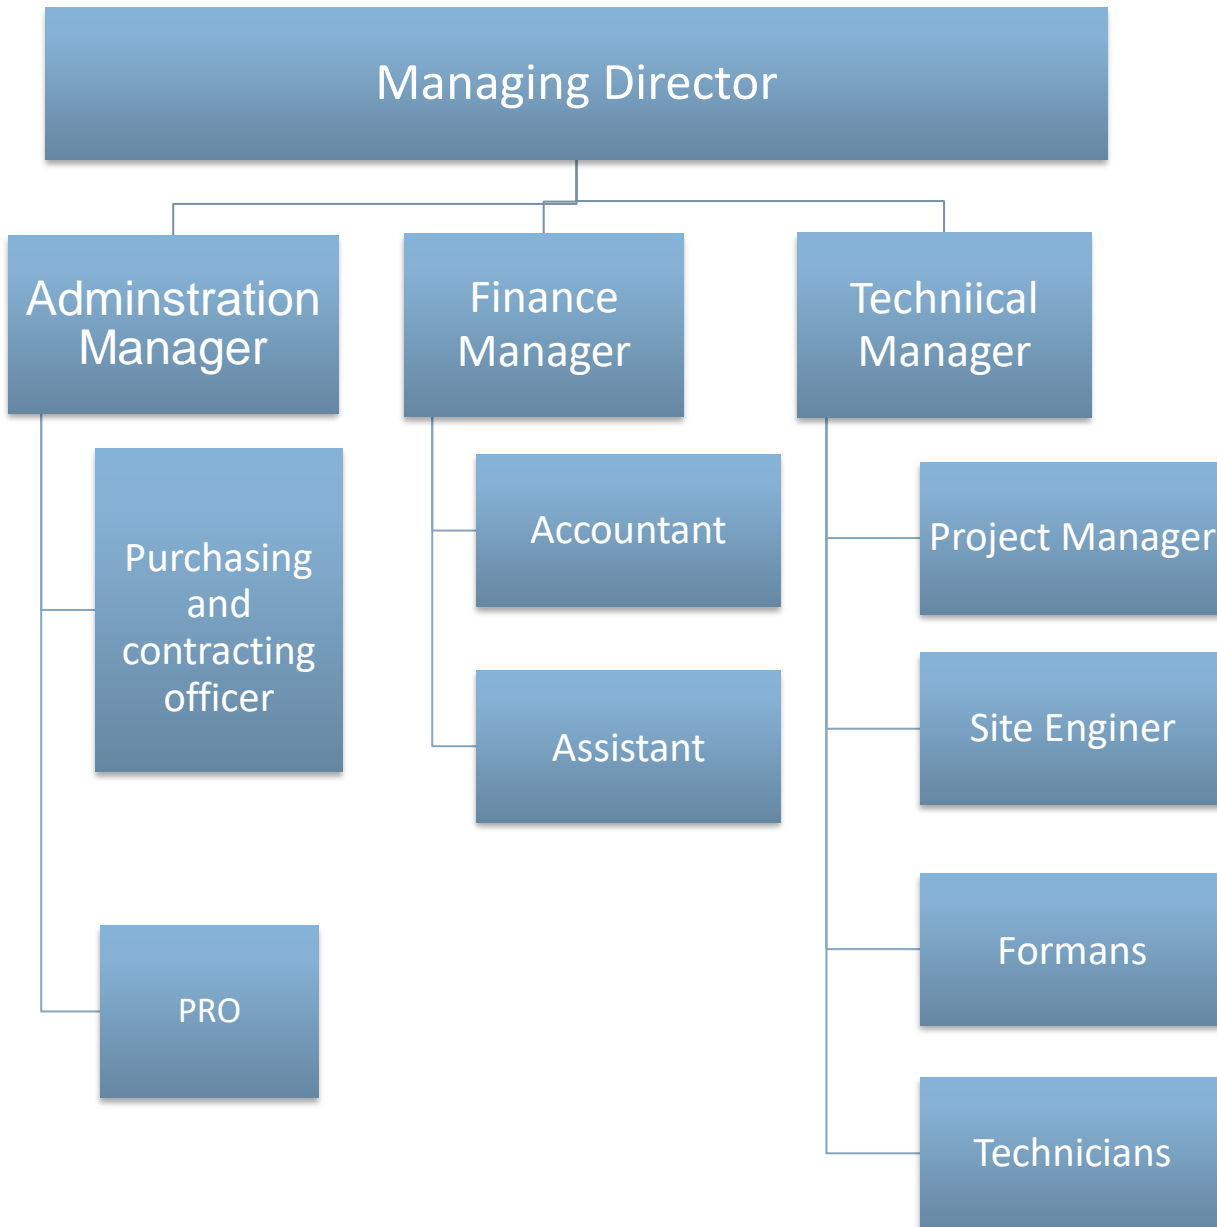 Managing Director
Adminstration
Manager
Finance
Manager
Techniical
Manager
Purchasing
and
contracting
officer
PRO
Accountant
Assistant
Project Manager
Site Enginer
Formans
Technicians